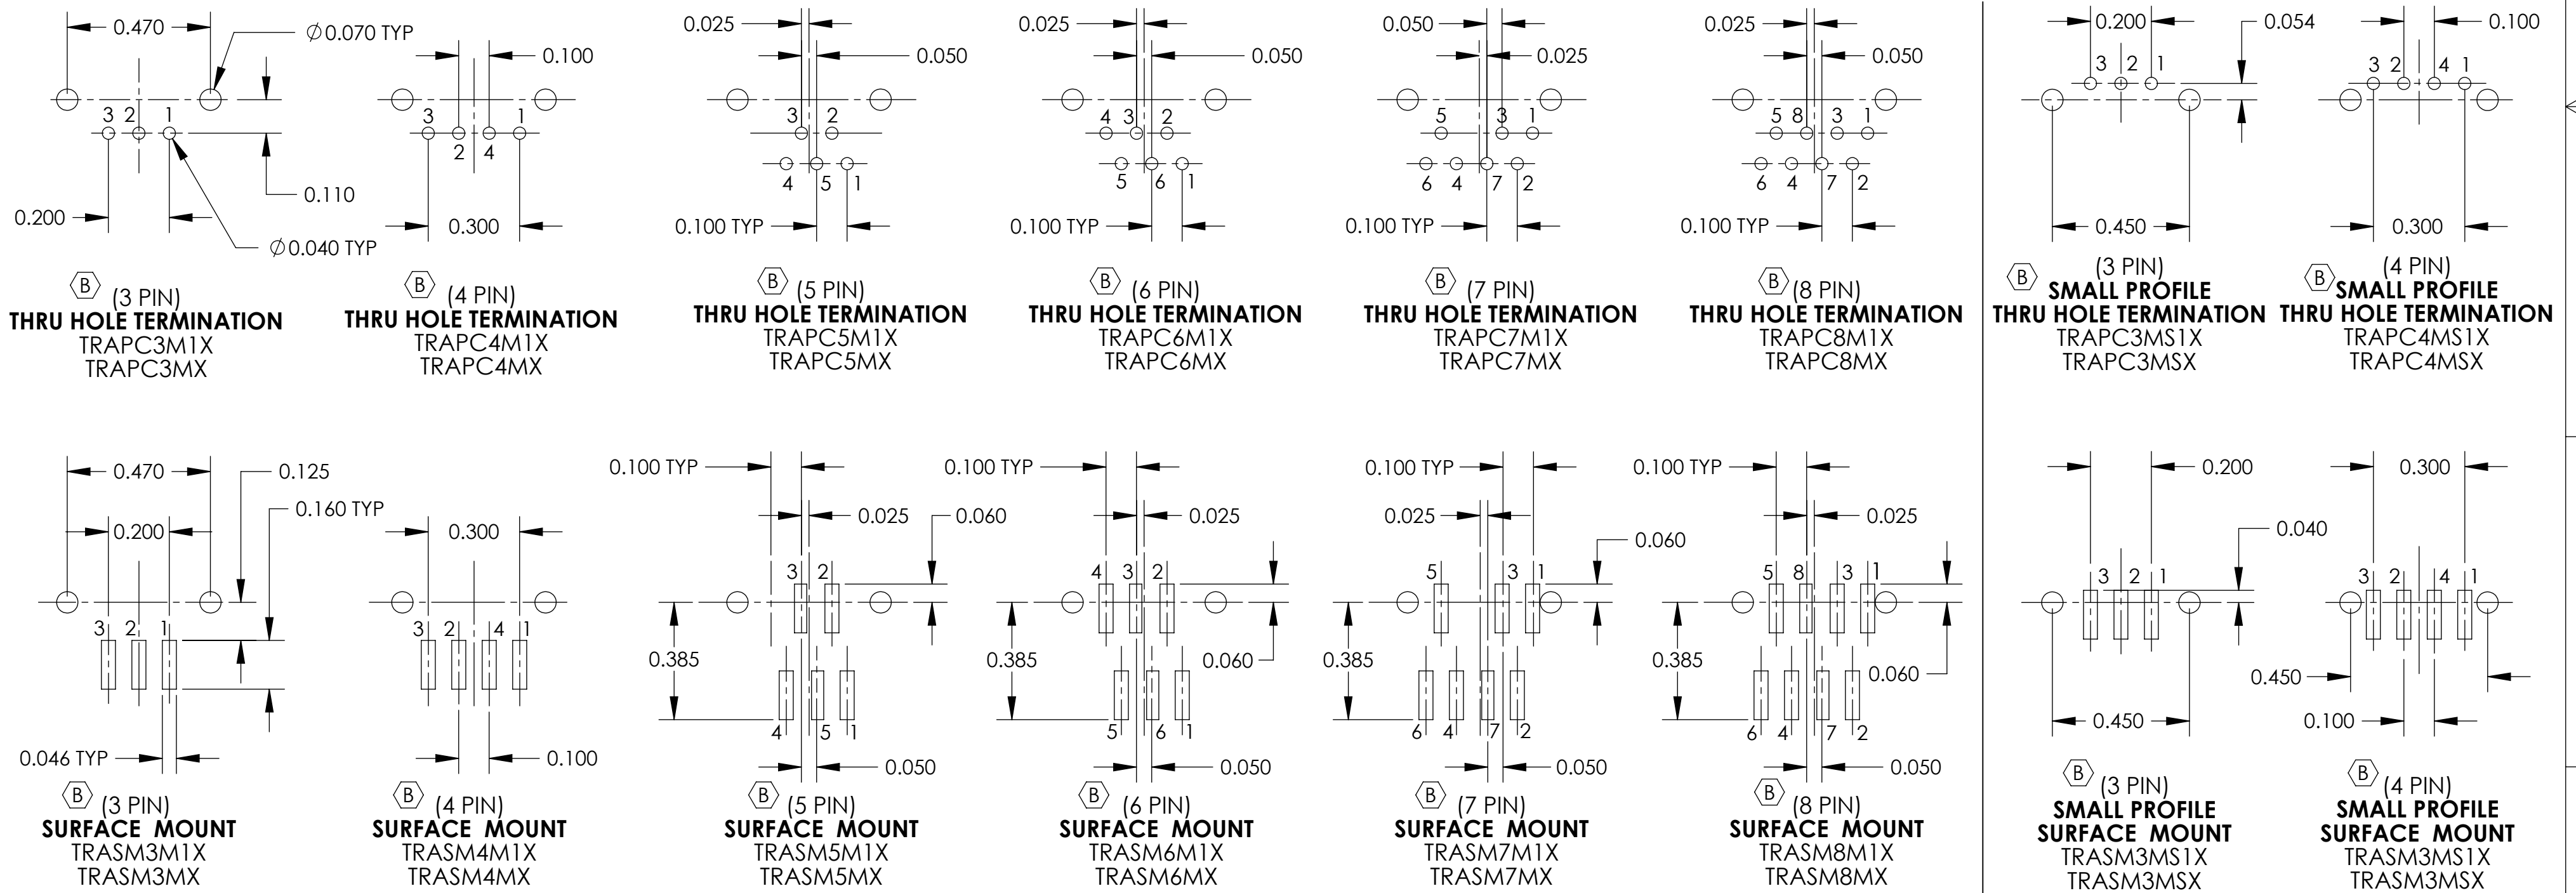 0.470
Ø0.070 TYP
3 2 1
0.110
0.200
Ø0.040 TYP
B (3 PIN)
THRU HOLE TERMINATION
TRAPC3M1X
TRAPC3MX
0.100
3 1
2 4
0.300
B (4 PIN)
THRU HOLE TERMINATION
TRAPC4M1X
TRAPC4MX
0.025
0.050
3 2
4 5 1
0.100 TYP
B (5 PIN)
THRU HOLE TERMINATION
TRAPC5M1X
TRAPC5MX
0.025
0.050
4 3 2
5 6 1
0.100 TYP
B (6 PIN)
THRU HOLE TERMINATION
TRAPC6M1X
TRAPC6MX
0.050
0.025
5 3 1
6 4 7 2
0.100 TYP
B (7 PIN)
THRU HOLE TERMINATION
TRAPC7M1X
TRAPC7MX
0.025
0.050
5 8 3 1
6 4 7 2
0.100 TYP
B (8 PIN)
THRU HOLE TERMINATION
TRAPC8M1X
TRAPC8MX
0.200
0.054
3 2 1
0.450
B (3 PIN)
SMALL PROFILE
THRU HOLE TERMINATION
TRAPC3MS1X
TRAPC3MSX
0.100
3 2 4 1
0.300
B (4 PIN)
SMALL PROFILE
THRU HOLE TERMINATION
TRAPC4MS1X
TRAPC4MSX
0.470
0.125
0.160 TYP
0.200
3 2 1
0.046 TYP
B (3 PIN)
SURFACE MOUNT
TRASM3M1X
TRASM3MX
0.300
3 2 4 1
0.100
B (4 PIN)
SURFACE MOUNT
TRASM4M1X
TRASM4MX
0.100 TYP
0.025
0.060
3 2
0.385
4 5 1
0.050
B (5 PIN)
SURFACE MOUNT
TRASM5M1X
TRASM5MX
0.100 TYP
0.025
4 3 2
0.385
0.060
5 6 1
0.050
B (6 PIN)
SURFACE MOUNT
TRASM6M1X
TRASM6MX
0.100 TYP
0.025
0.060
5 3 1
0.385
6 4 7 2
0.050
B (7 PIN)
SURFACE MOUNT
TRASM7M1X
TRASM7MX
0.100 TYP
0.025
5 8 3 1
0.385
0.060
6 4 7 2
0.050
B (8 PIN)
SURFACE MOUNT
TRASM8M1X
TRASM8MX
0.200
0.040
3 2 1
0.450
B (3 PIN)
SMALL PROFILE
SURFACE MOUNT
TRASM3MS1X
TRASM3MSX
0.300
3 2 4 1
0.450
0.100
B (4 PIN)
SMALL PROFILE
SURFACE MOUNT
TRASM3MS1X
TRASM3MSX